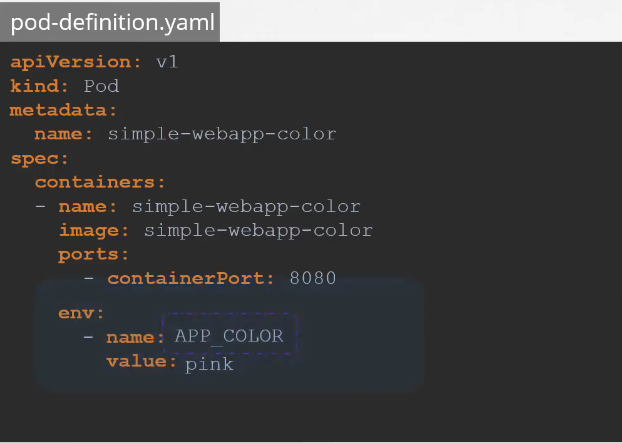 pod-definition.yaml
apiVersion: v1
kind: Pod
metadata:
  name: simple-webapp-color
spec:
  containers:
  - name: simple-webapp-color
    image: simple-webapp-color
    ports:
      - containerPort: 8080
    env:
      - name: APP_COLOR
        value: pink